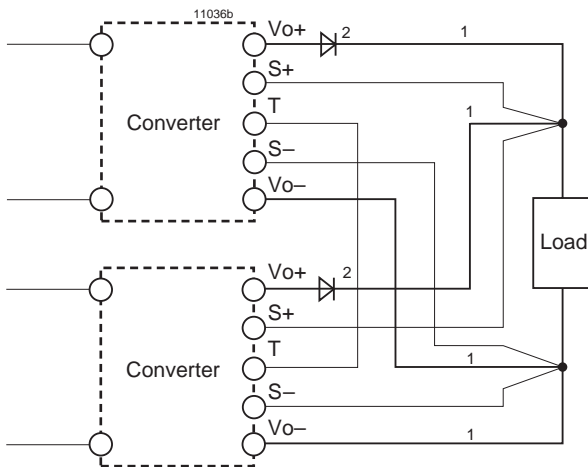 11036b
Vo+
2
1
S+
T
1
Converter
S–
Vo–
Load
Vo+
2
S+
T
1
Converter
S–
Vo–
1